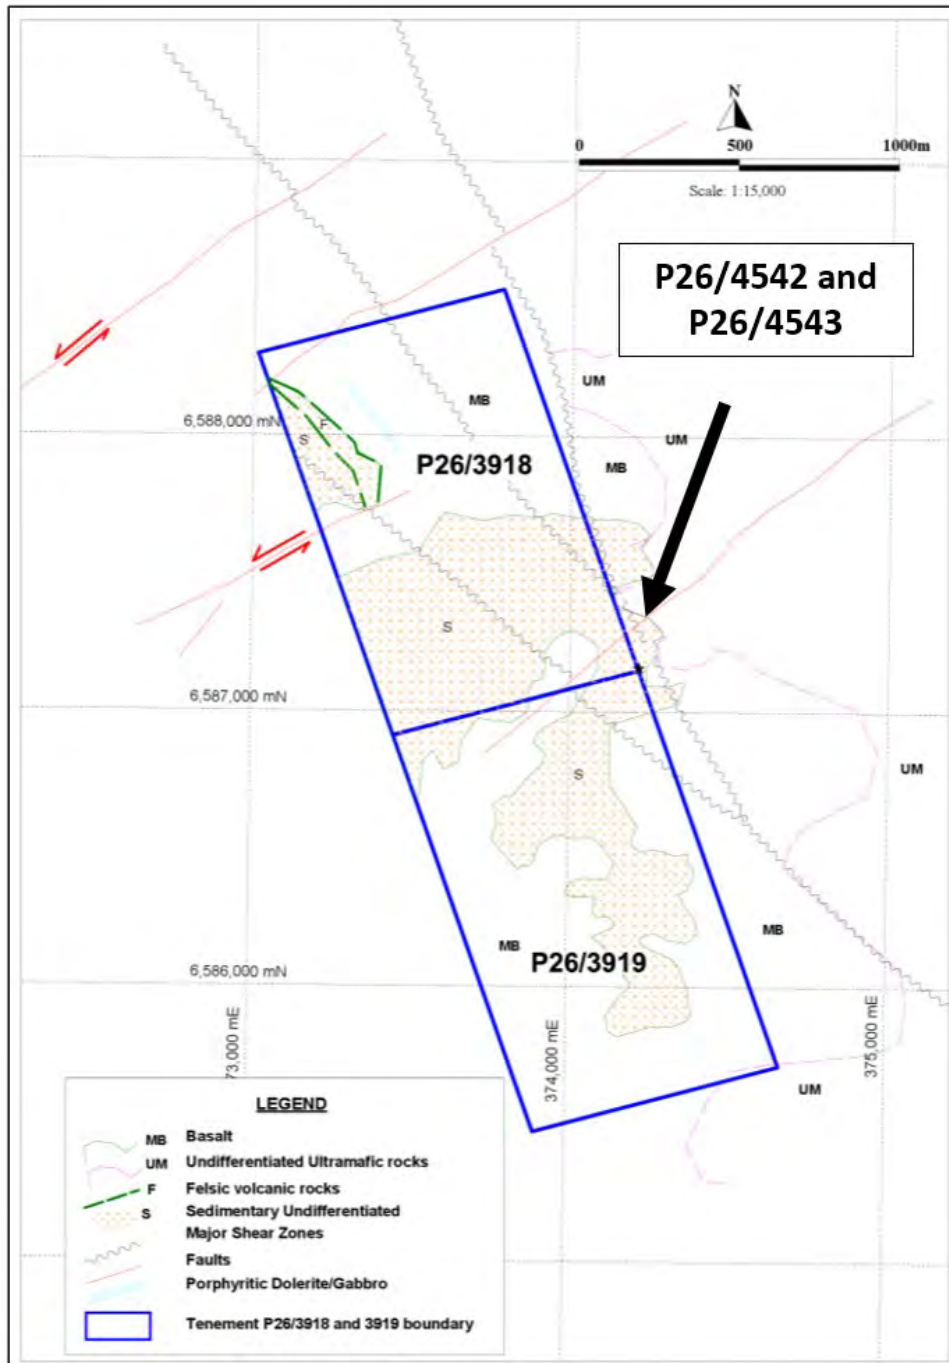 N
0 500 1000m
Scale: 1:15,000
P26/4542 and
P26/4543
UM
MB
6,588,000 mN
F
S
UM
P26/3918
MB
S
6,587,000 mN
UM
S
MB
MB
P26/3919
6,586,000 mN
73,000 mE
374,000 mE
375,000 mE
UM
LEGEND
MB Basalt
UM Undifferentiated Ultramafic rocks
F Felsic volcanic rocks
S Sedimentary Undifferentiated
Major Shear Zones
Faults
Porphyritic Dolerite/Gabbro
Tenement P26/3918 and 3919 boundary